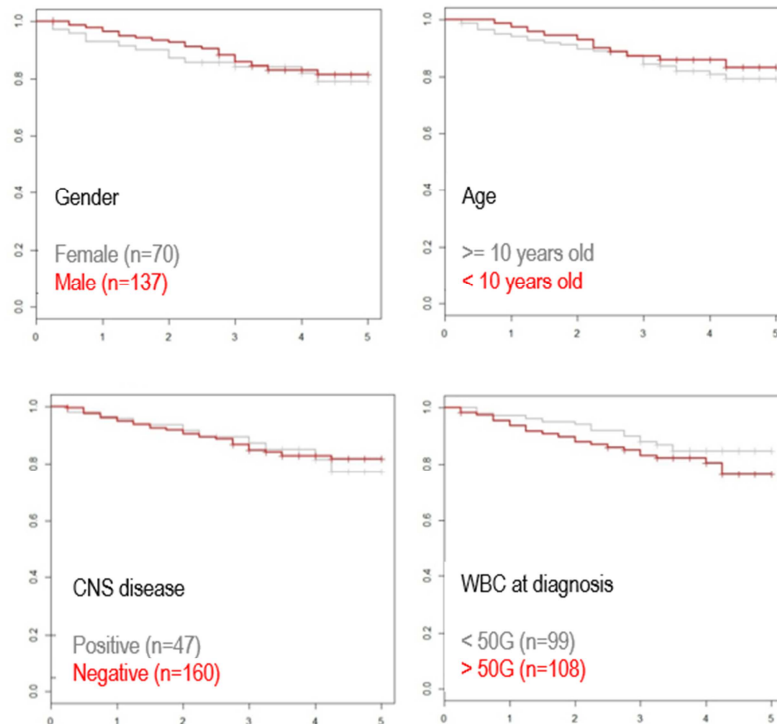 1.0
0.8
0.6
0.4
0.2
0.0
Gender
Female (n=70)
Male (n=137)
0 1 2 3 4 5
1.0
0.8
0.6
0.4
0.2
0.0
Age
>= 10 years old
< 10 years old
0 1 2 3 4 5
1.0
0.8
0.6
0.4
0.2
0.0
CNS disease
Positive (n=47)
Negative (n=160)
0 1 2 3 4 5
1.0
0.8
0.6
0.4
0.2
0.0
WBC at diagnosis
< 50G (n=99)
> 50G (n=108)
0 1 2 3 4 5